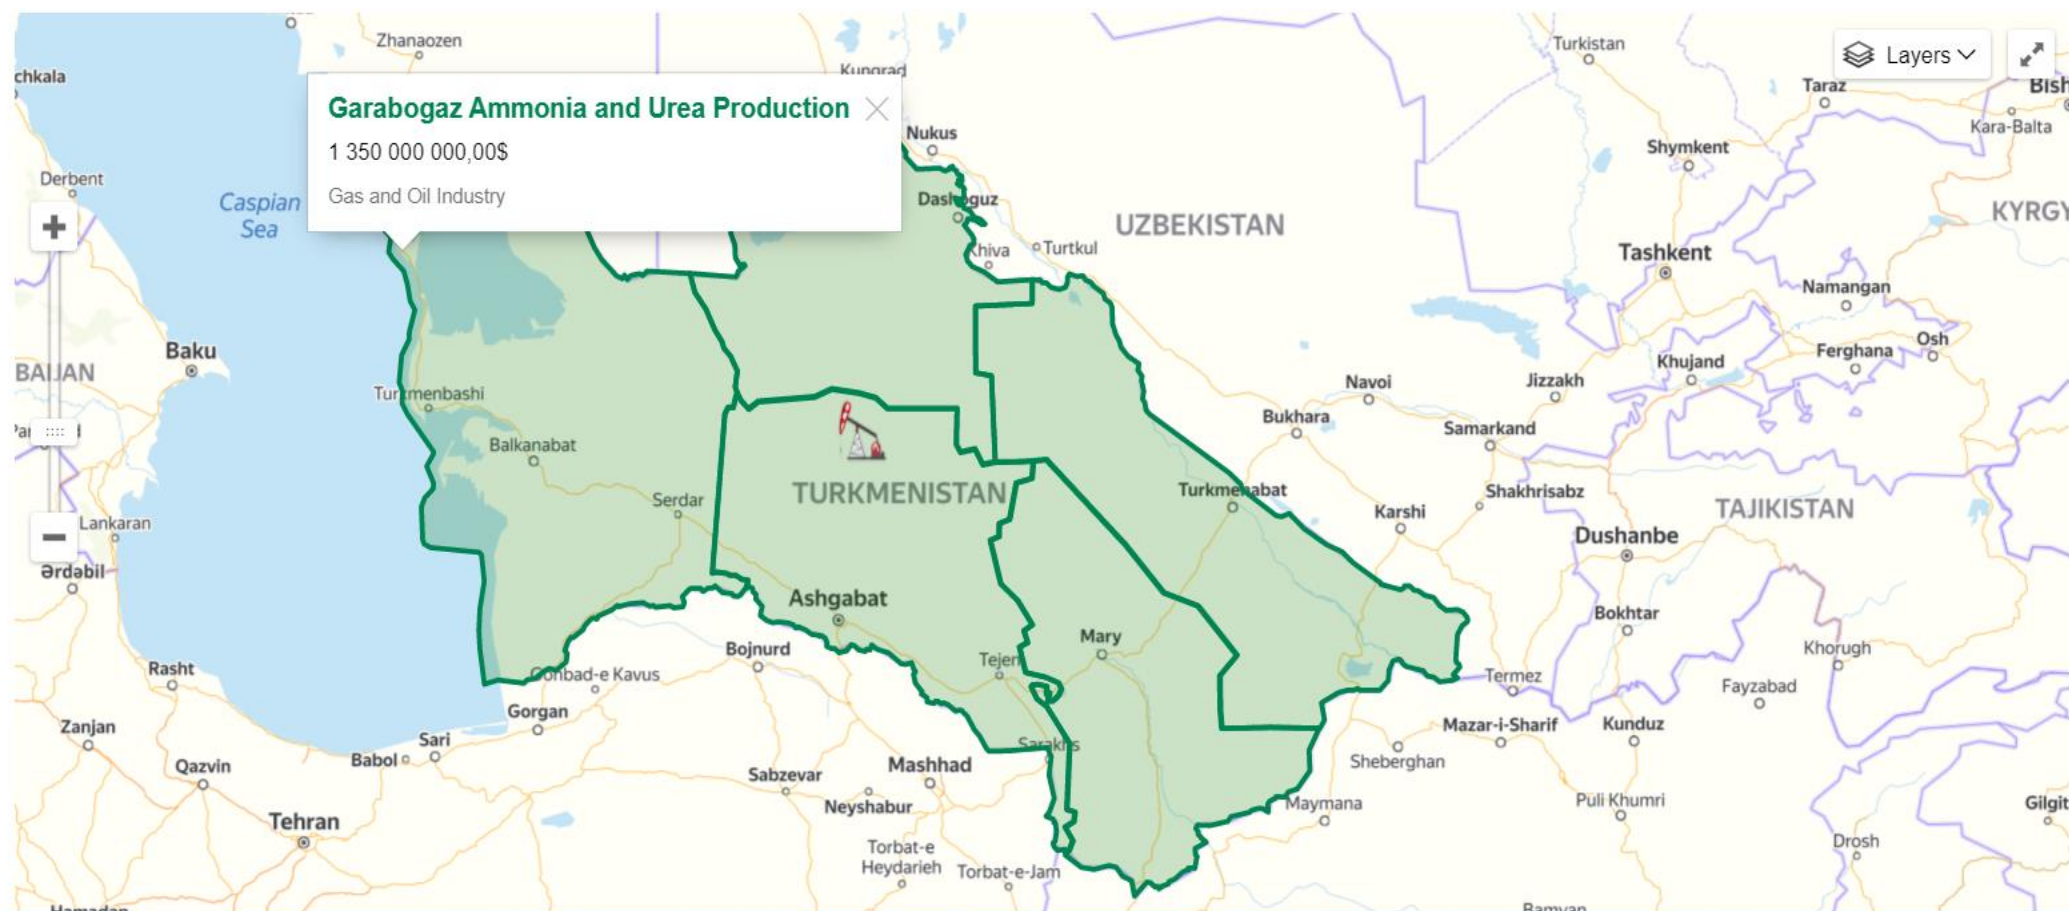 Zhanaozen
Turkistan
Layers
chkala
Kungrad
Taraz
Bish
Garabogaz Ammonia and Urea Production
1 350 000 000,00$
Gas and Oil Industry
Nukus
Kara-Balta
Shymkent
Derbent
Caspian
Sea
Dashoguz
UZBEKISTAN
KYRGY
Khiva
Turtkul
Tashkent
Namangan
Baku
BAIJAN
Osh
Ferghana
Khujand
Turkmenbashi
Navoi
Jizzakh
Bukhara
Samarkand
Balkanabat
TURKMENISTAN
Serdar
Turkmenabat
Shakhrisabz
Karshi
TAJIKISTAN
Lankaran
Dushanbe
Ərdəbil
Ashgabat
Bokhtar
Mary
Bojnurd
Khorugh
Tejen
Rasht
Gonbad-e Kavus
Termez
Fayzabad
Gorgan
Zanjan
Mazar-i-Sharif
Kunduz
Sari
Sarakhs
Babol
Qazvin
Mashhad
Sheberghan
Sabzevar
Neyshabur
Maymana
Puli Khumri
Gilgit
Tehran
Drosh
Torbat-e
Heydarieh
Torbat-e-Jam
Hamadan
Bamyan